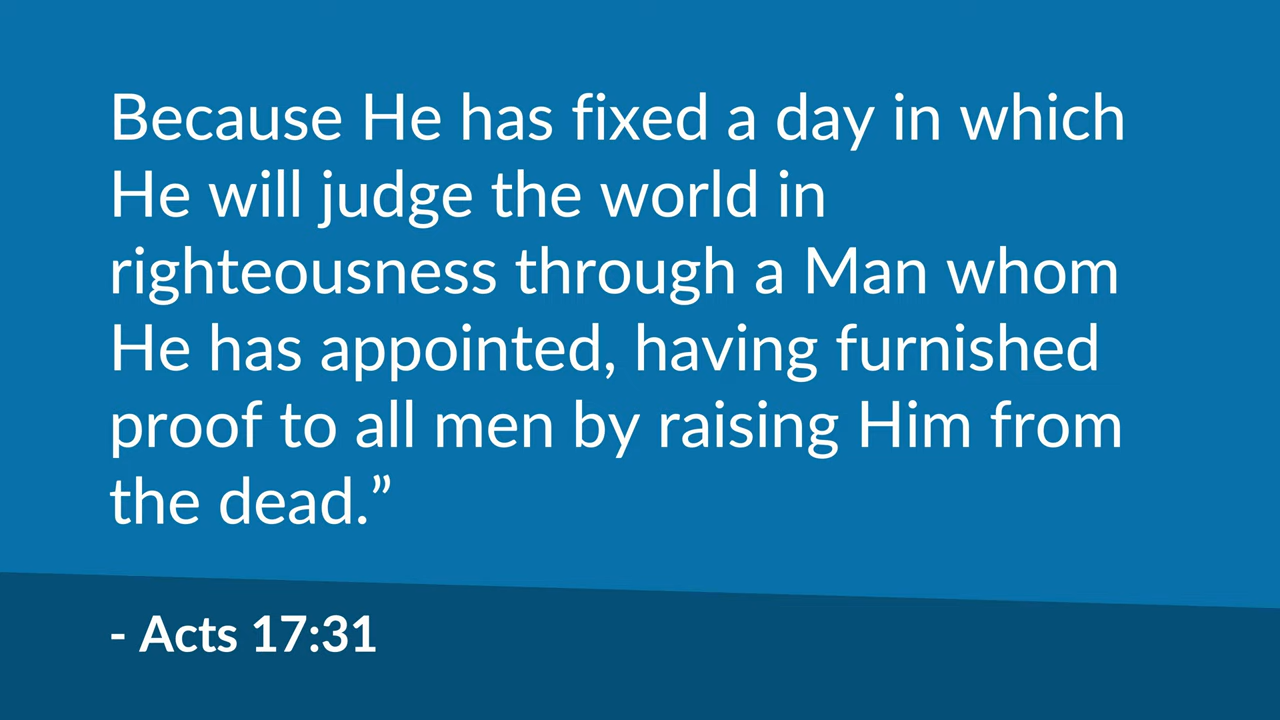 Because He has fixed a day in which
He will judge the world in
righteousness through a Man whom
He has appointed, having furnished
proof to all men by raising Him from
the dead.”
- Acts 17:31